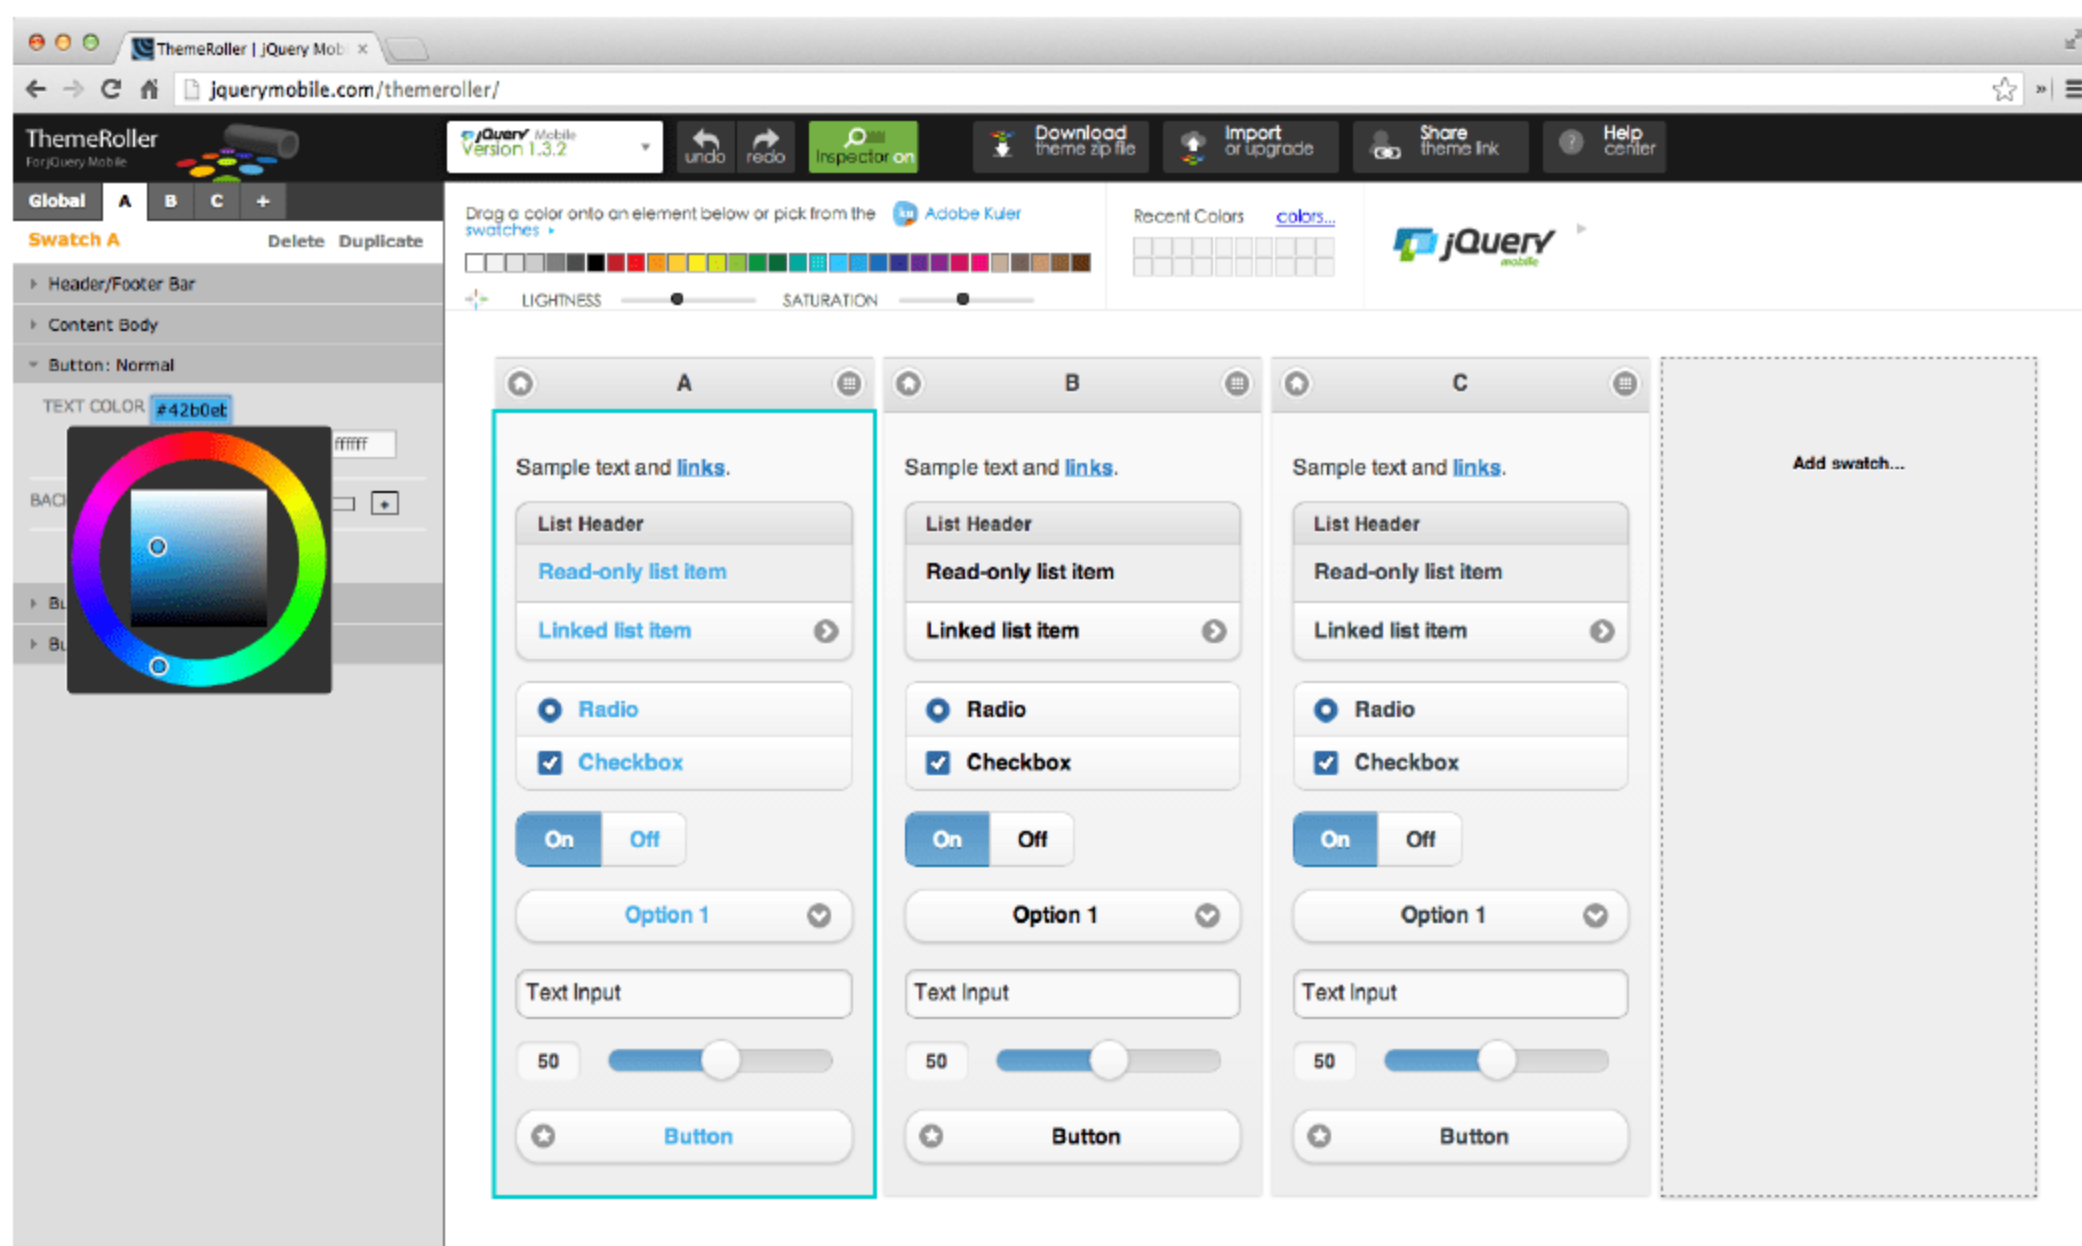 ThemeRoller | jQuery Mob
jquerymobile.com/themeroller/
ThemeRoller
For jQuery Mobile
jQuery Mobile
Version 1.3.2
undo
redo
Inspector on
Download
theme zip file
Import
or upgrade
Share
theme link
?
Help
center
Global
A
B
C
+
Drag a color onto an element below or pick from the
swatches
ku
Adobe Kuler
Recent Colors
colors...
jQuery
mobile
LIGHTNESS
SATURATION
Swatch A
Delete
Duplicate
Header/Footer Bar
Content Body
Button: Normal
TEXT COLOR
#42b0eb
ffffff
BAC
+
Bu
Bu
A
Sample text and links.
List Header
Read-only list item
Linked list item
Radio
Checkbox
On
Off
Option 1
Text Input
50
Button
B
Sample text and links.
List Header
Read-only list item
Linked list item
Radio
Checkbox
On
Off
Option 1
Text Input
50
Button
C
Sample text and links.
List Header
Read-only list item
Linked list item
Radio
Checkbox
On
Off
Option 1
Text Input
50
Button
Add swatch...